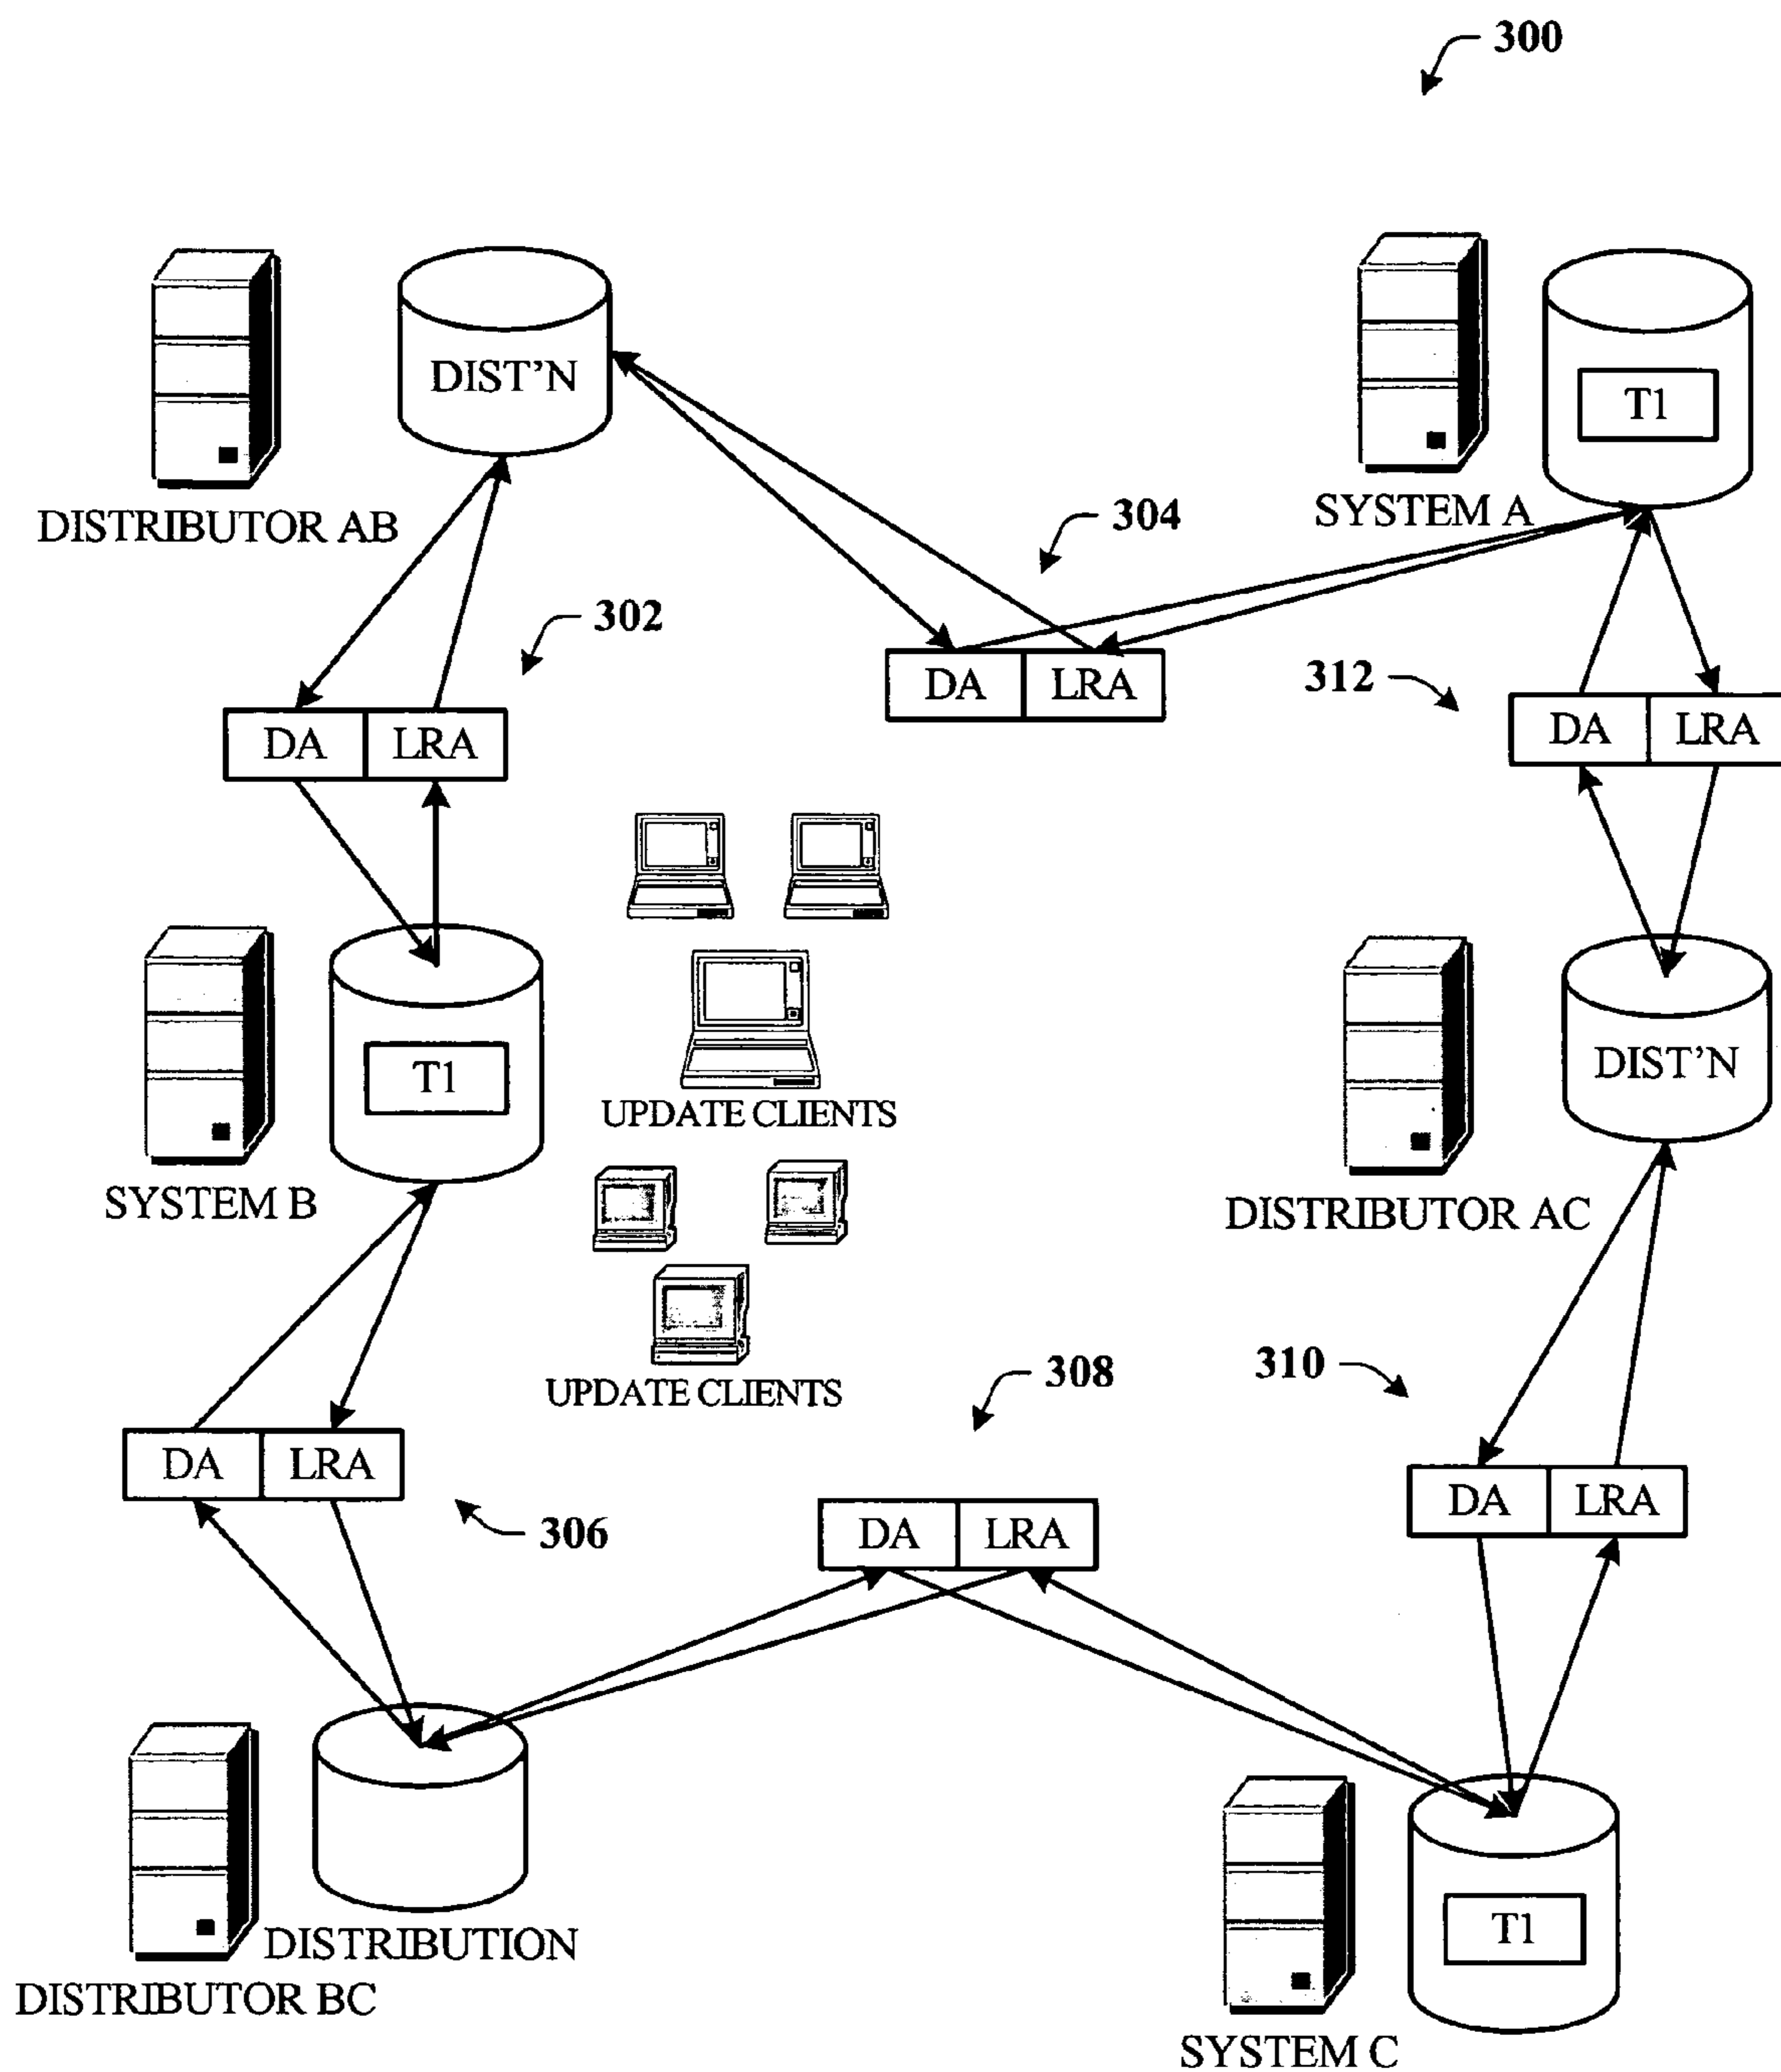 300
DIST'N
T1
DISTRIBUTOR AB
SYSTEM A
304
302
DA LRA
312
DA LRA
DA LRA
T1
DIST'N
UPDATE CLIENTS
SYSTEM B
DISTRIBUTOR AC
308
310
UPDATE CLIENTS
DA LRA
306
DA LRA
DA LRA
T1
DISTRIBUTION
DISTRIBUTOR BC
SYSTEM C